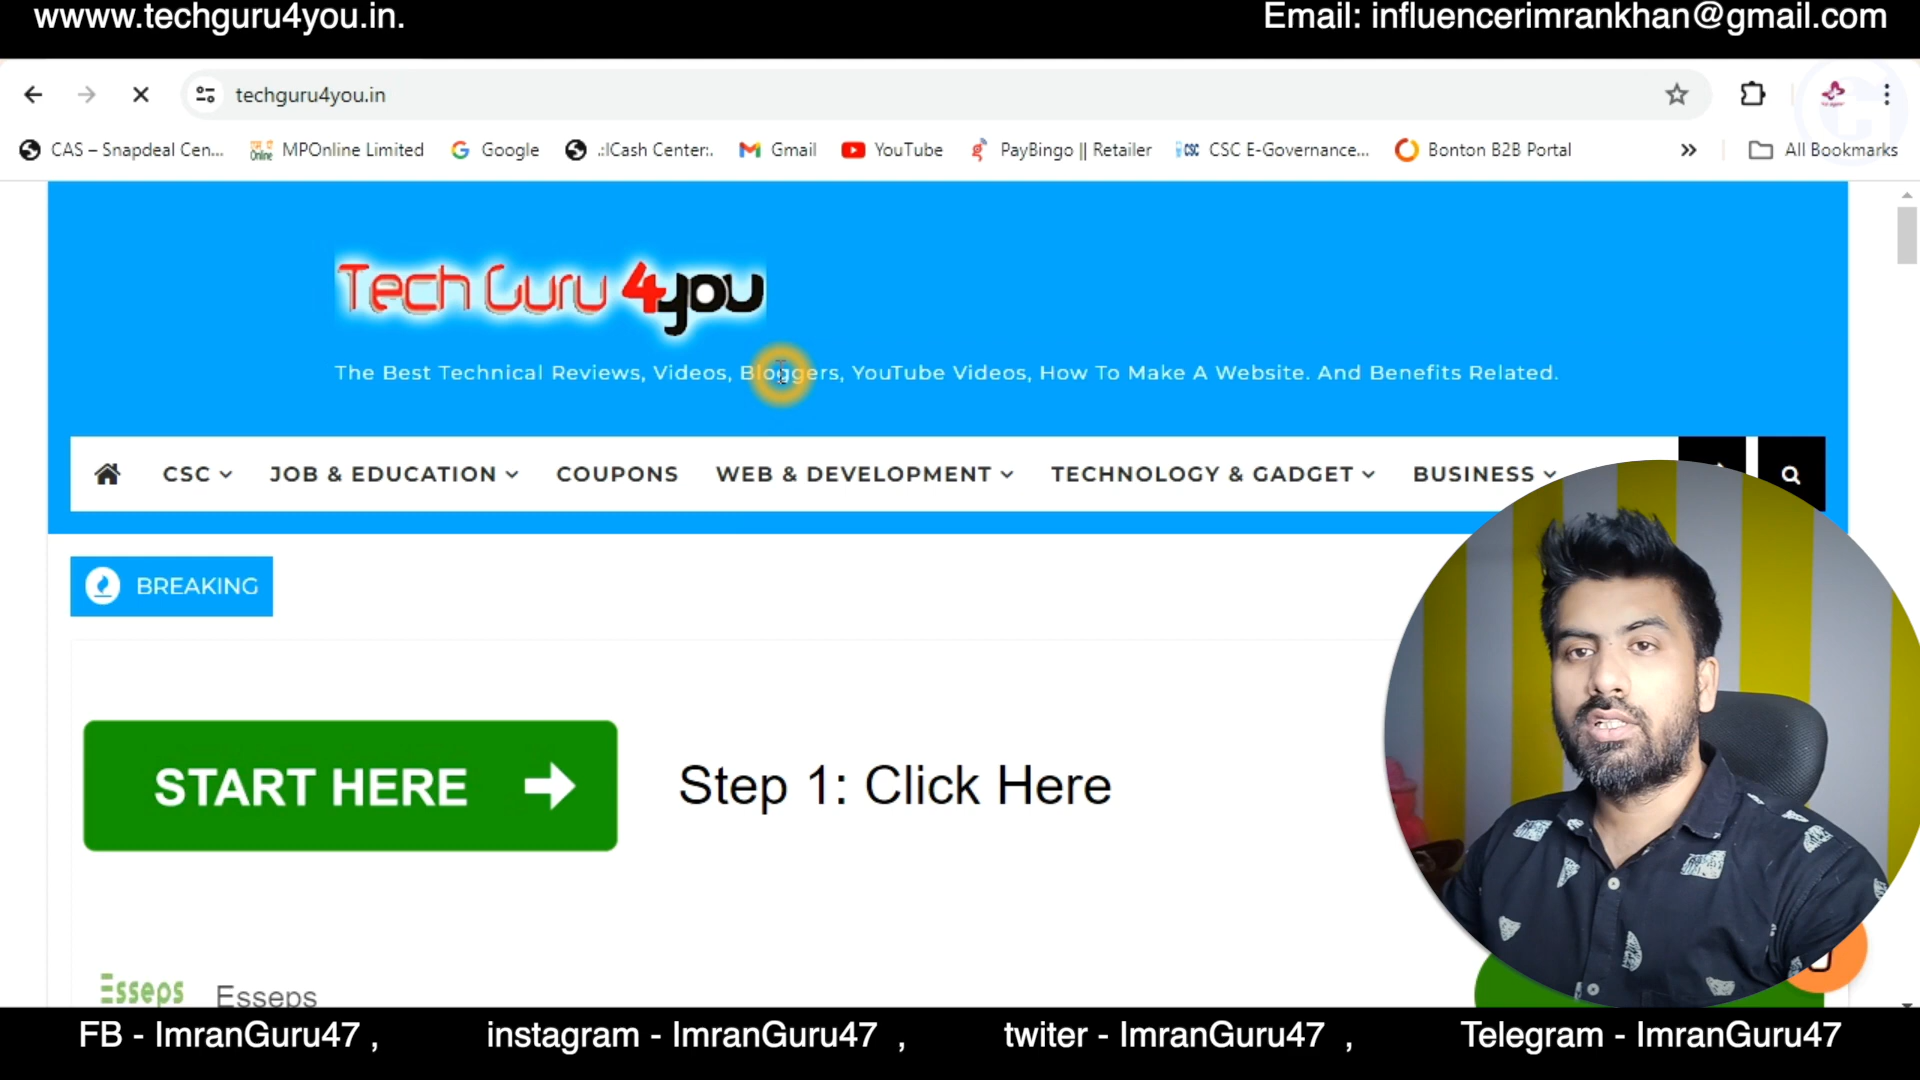 www.techguru4you.in.
Email: influencerimrankhan@gmail.com
techguru4you.in
CAS – Snapdeal Cen...
MPOnline Limited
Google
.:ICash Center:.
Gmail
YouTube
PayBingo || Retailer
CSC E-Governance...
Bonton B2B Portal
»
All Bookmarks
Tech Guru 4you
The Best Technical Reviews, Videos, Bloggers, YouTube Videos, How To Make A Website. And Benefits Related.
CSC
JOB & EDUCATION
COUPONS
WEB & DEVELOPMENT
TECHNOLOGY & GADGET
BUSINESS
BREAKING
START HERE
Step 1: Click Here
Esseps
Esseps
FB - ImranGuru47 ,
instagram - ImranGuru47 ,
twiter - ImranGuru47 ,
Telegram - ImranGuru47